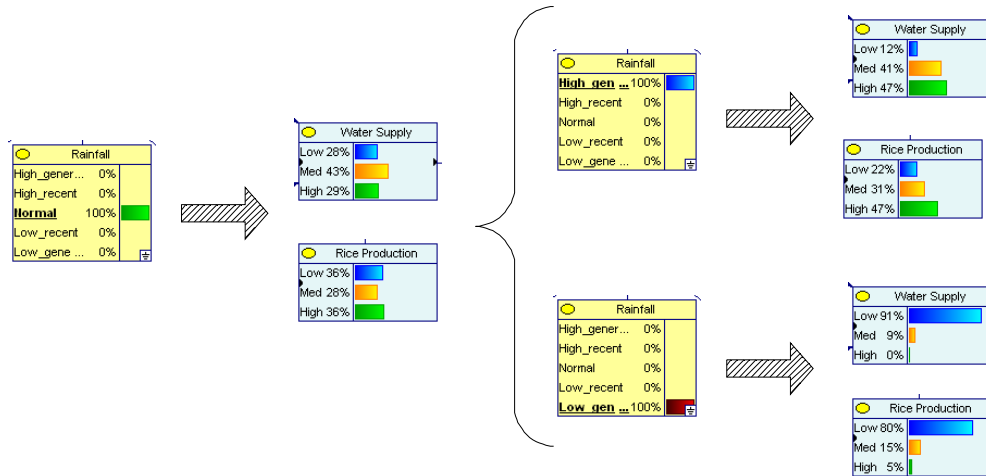 Rainfall
High_gener... 0%
High_recent 0%
Normal 100%
Low_recent 0%
Low_gene ... 0%
Water Supply
Low 28%
Med 43%
High 29%
Rice Production
Low 36%
Med 28%
High 36%
Rainfall
High_gen ... 100%
High_recent 0%
Normal 0%
Low_recent 0%
Low_gene ... 0%
Water Supply
Low 12%
Med 41%
High 47%
Rice Production
Low 22%
Med 31%
High 47%
Rainfall
High_gener... 0%
High_recent 0%
Normal 0%
Low_recent 0%
Low_gen ... 100%
Water Supply
Low 91%
Med 9%
High 0%
Rice Production
Low 80%
Med 15%
High 5%